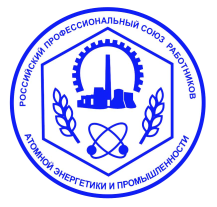 РОССИЙСКИЙ ПРОФЕССИОНАЛЬНЫЙ СОЮЗ РАБОТНИКОВ
АТОМНОЙ ЭНЕРГЕТИКИ И ПРОМЫШЛЕННОСТИ